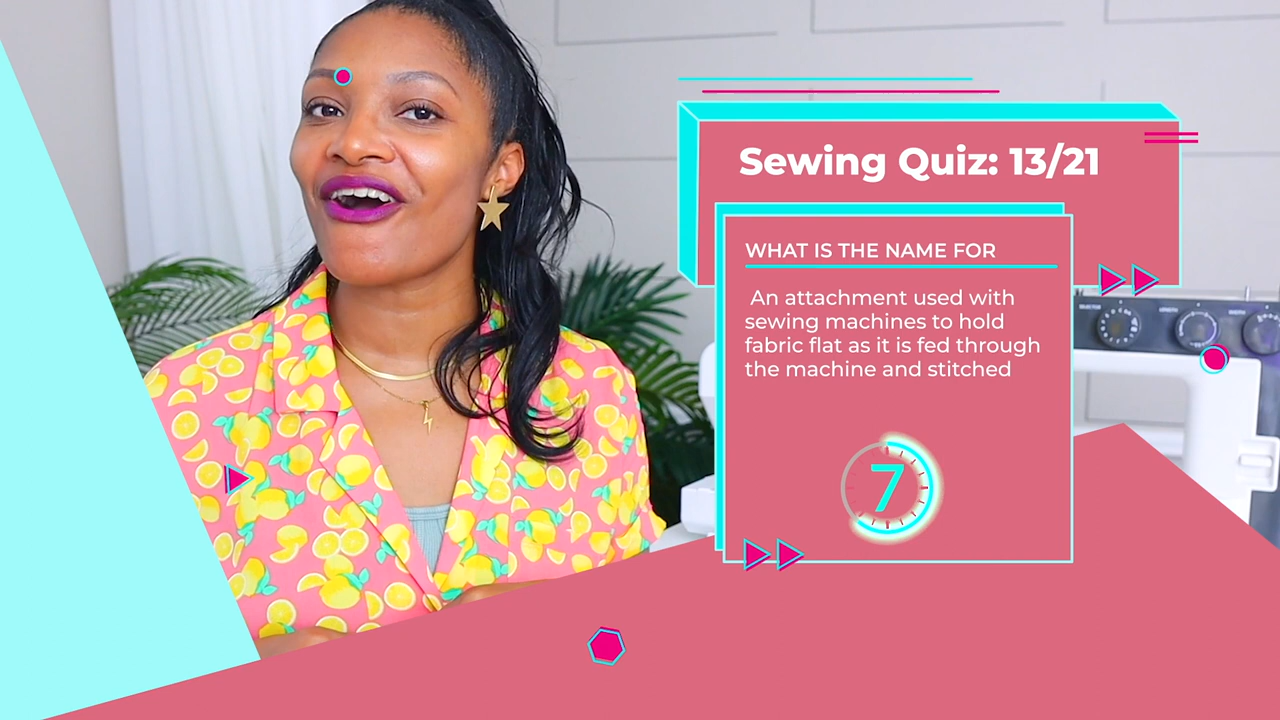 Sewing Quiz: 13/21
WHAT IS THE NAME FOR
An attachment used with
sewing machines to hold
fabric flat as it is fed through
the machine and stitched
7